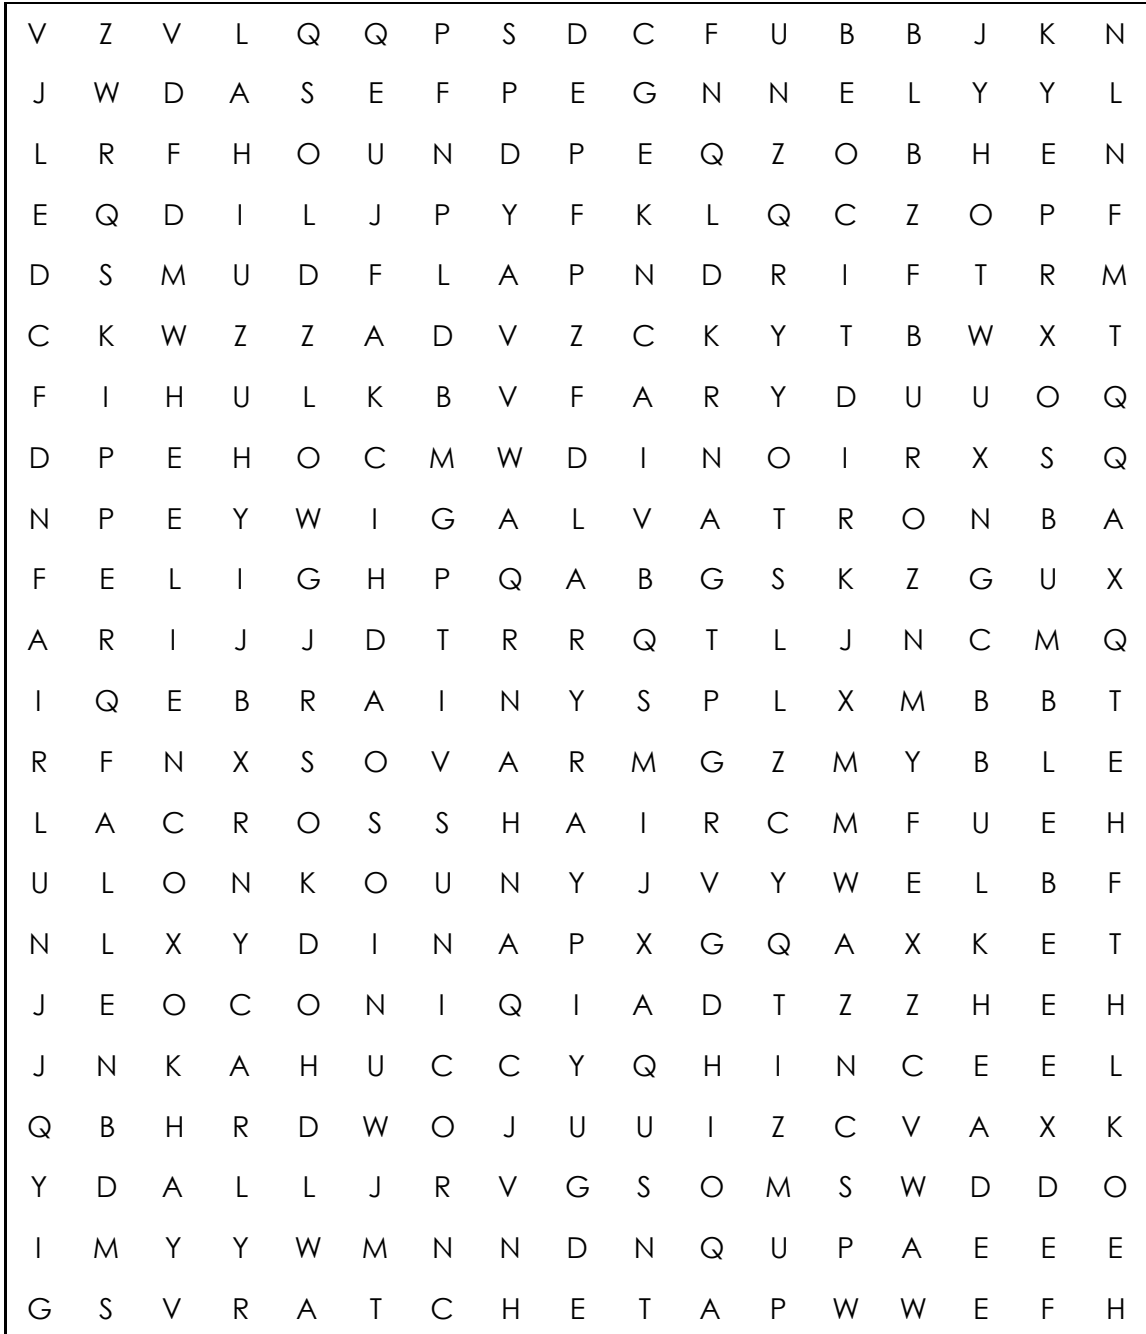 V Z V L Q Q P S D C F U B B J K N
J W D A S E F P E G N N E L Y Y L
L R F H O U N D P E Q Z O B H E N
E Q D I L J P Y F K L Q C Z O P F
D S M U D F L A P N D R I F T R M
C K W Z Z A D V Z C K Y T B W X T
F I H U L K B V F A R Y D U U O Q
D P E H O C M W D I N O I R X S Q
N P E Y W I G A L V A T R O N B A
F E L I G H P Q A B G S K Z G U X
A R I J J D T R R Q T L J N C M Q
I Q E B R A I N Y S P L X M B B T
R F N X S O V A R M G Z M Y B L E
L A C R O S S H A I R C M F U E H
U L O N K O U N Y J V Y W E L B F
N L X Y D I N A P X G Q A X K E T
J E O C O N I Q I A D T Z Z H E H
J N K A H U C C Y Q H I N C E E L
Q B H R D W O J U U I Z C V A X K
Y D A L L J R V G S O M S W D D O
I M Y Y W M N N D N Q U P A E E E
G S V R A T C H E T A P W W E F H